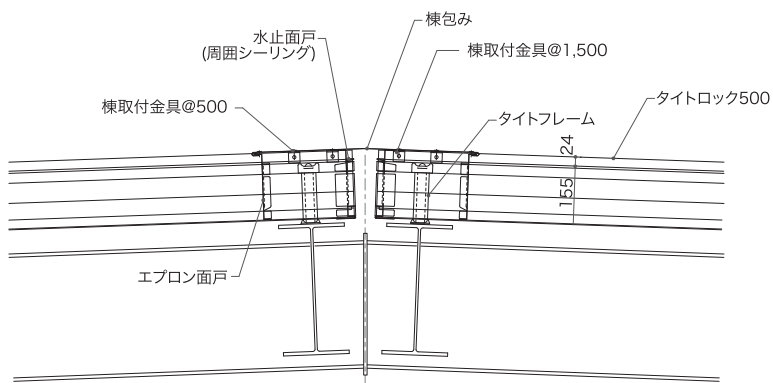 棟包み
水止面戸
(周囲シーリング)
棟取付金具@1,500
棟取付金具@500
タイトロック500
タイトフレーム
24
155
エプロン面戸